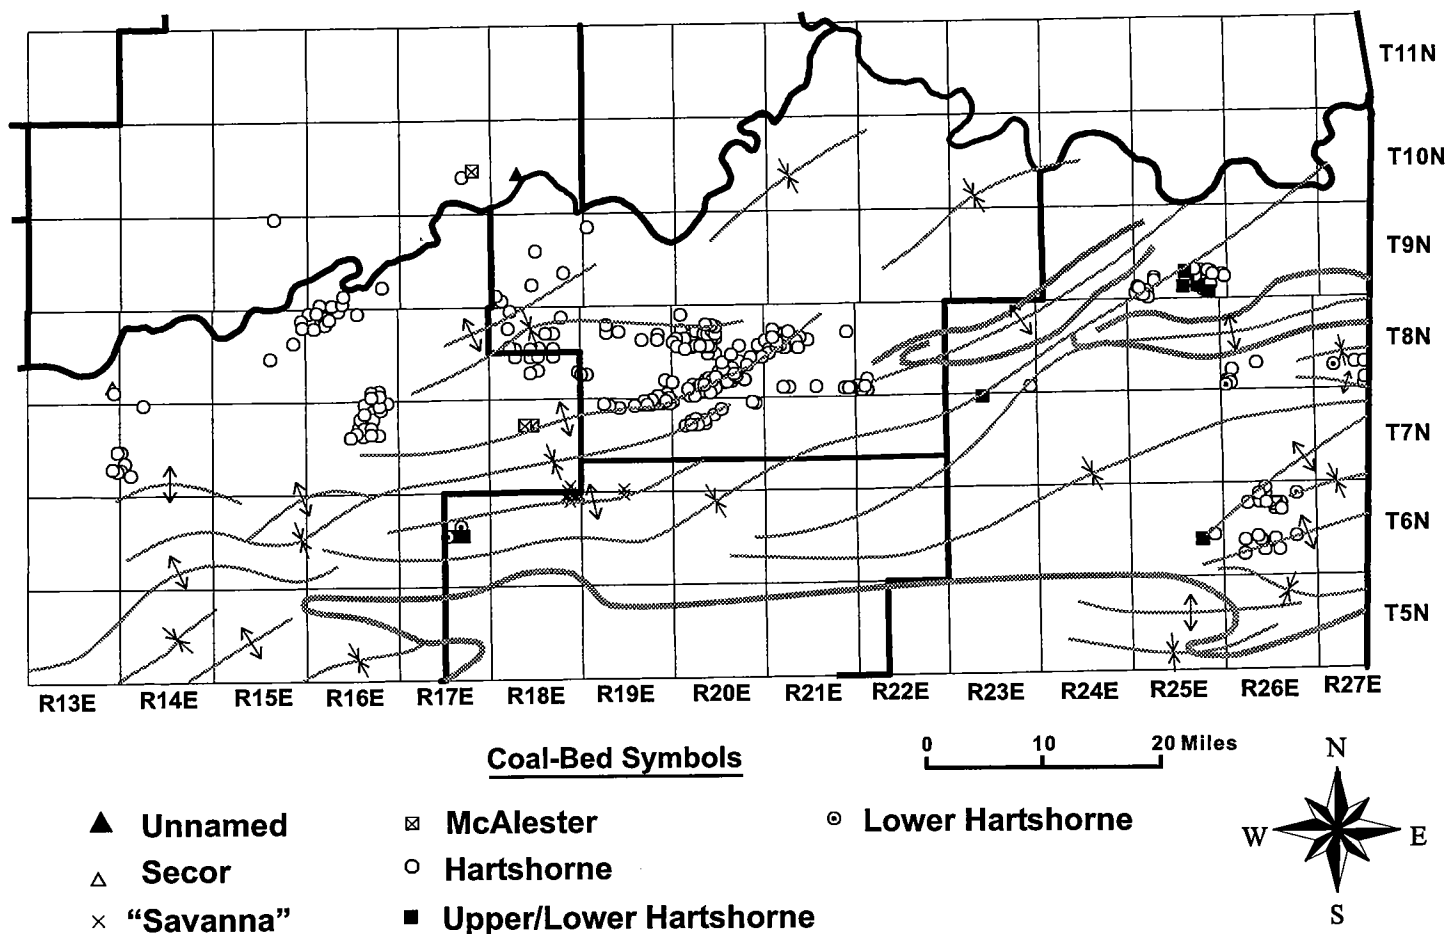 T11N
T10N
T9N
T8N
T7N
T6N
T5N
R13E R14E R15E R16E R17E R18E R19E R20E R21E R22E R23E R24E R25E R26E R27E
Coal-Bed Symbols
0 10 20 Miles
N
W E
S
Unnamed
Secor
“Savanna”
McAlester
Hartshorne
Upper/Lower Hartshorne
Lower Hartshorne